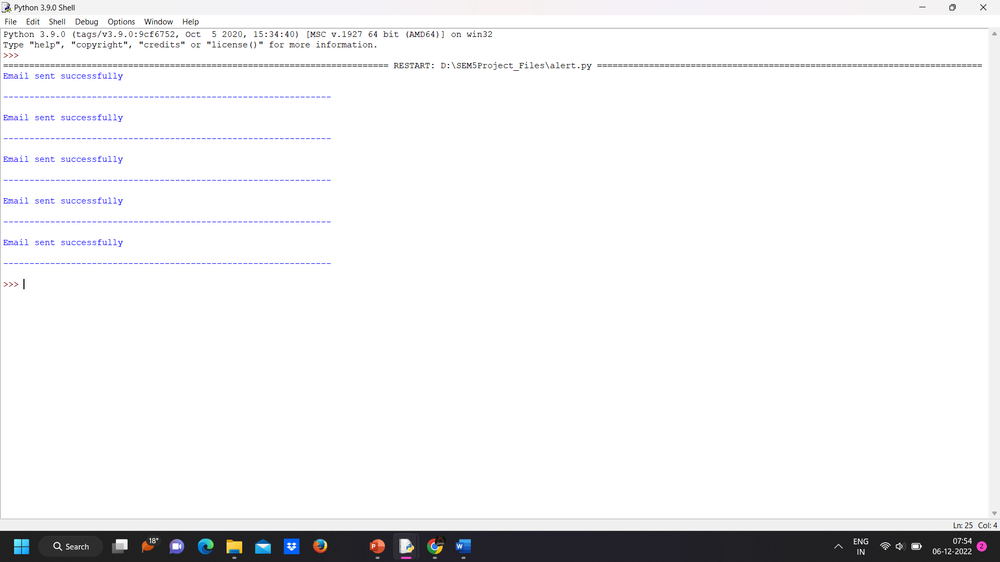 Python 3.9.0 Shell
File Edit Shell Debug Options Window Help
Python 3.9.0 (tags/v3.9.0:9cf6752, Oct  5 2020, 15:34:40) [MSC v.1927 64 bit (AMD64)] on win32
Type "help", "copyright", "credits" or "license()" for more information.
>>>
========================================================================== RESTART: D:\SEM5Project_Files\alert.py ==========================================================================
Email sent successfully
---------------------------------------------------------------
Email sent successfully
---------------------------------------------------------------
Email sent successfully
---------------------------------------------------------------
Email sent successfully
---------------------------------------------------------------
Email sent successfully
---------------------------------------------------------------
>>>
Ln: 25 Col: 4
Search
18°
P
W
ENG
IN
07:54
06-12-2022
2